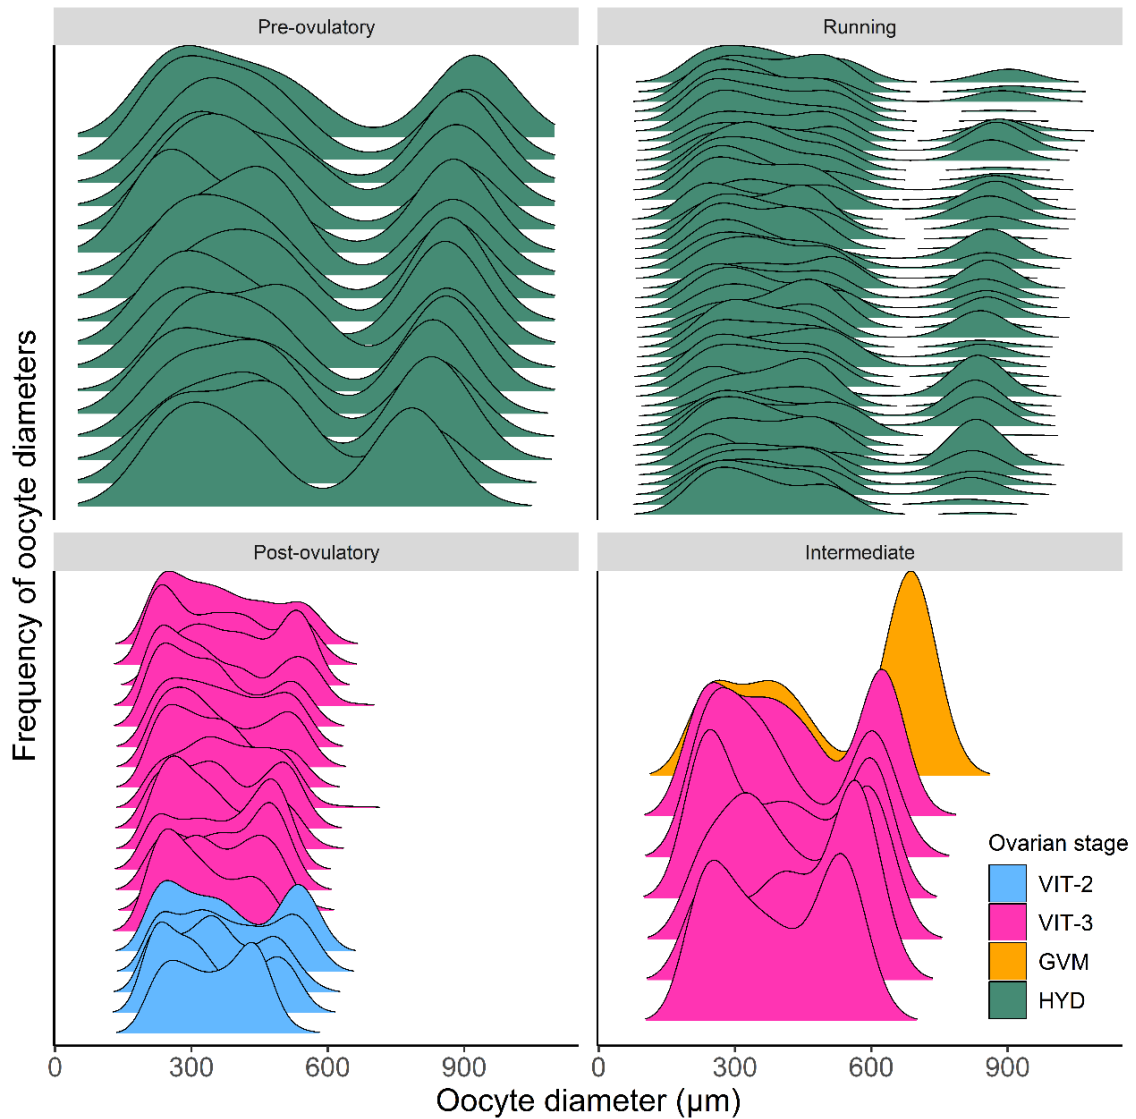 Pre-ovulatory
Running
Frequency of oocyte diameters
Post-ovulatory
Intermediate
Ovarian stage
VIT-2
VIT-3
GVM
HYD
0 300 600 900 0 300 600 900
Oocyte diameter (µm)